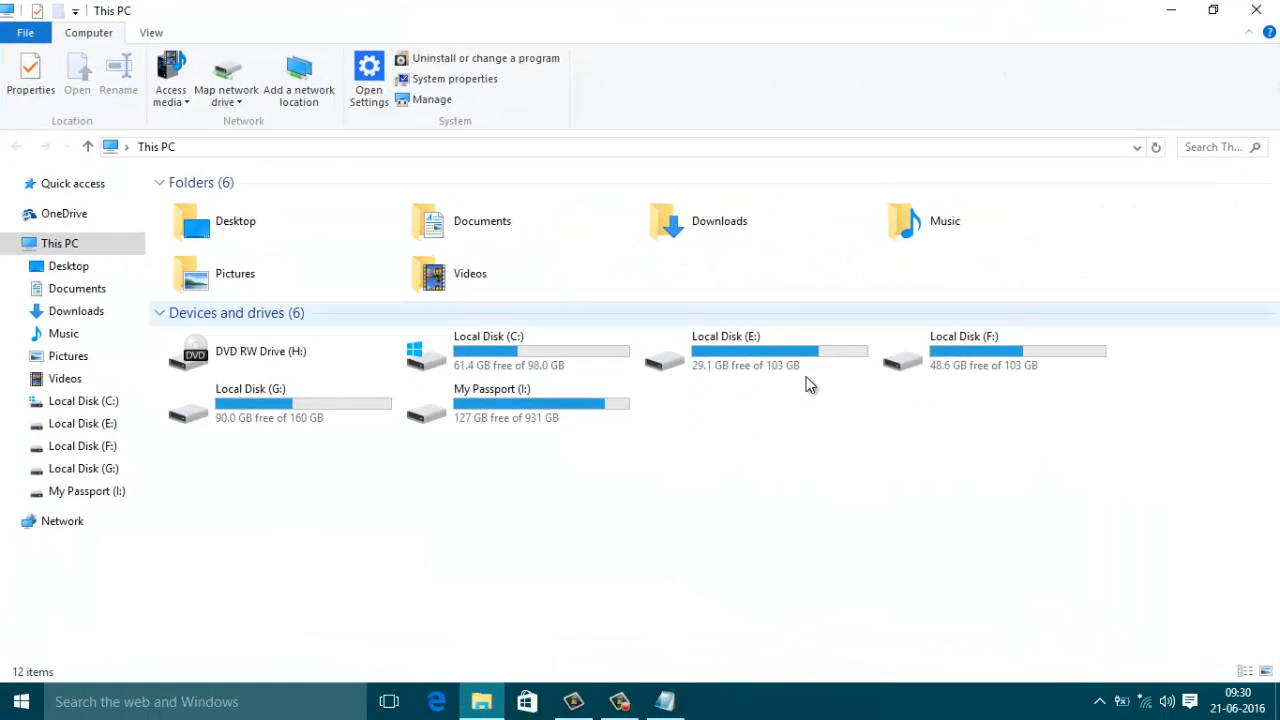 This PC
File Computer View
Properties Open Rename Access media Map network drive Add a network location Open Settings Uninstall or change a program
System properties
Manage
Location Network System
This PC Search Th...
Quick access
OneDrive
This PC
Desktop
Documents
Downloads
Music
Pictures
Videos
Local Disk (C:)
Local Disk (E:)
Local Disk (F:)
Local Disk (G:)
My Passport (I:)
Network
Folders (6)
Desktop Documents Downloads Music
Pictures Videos
Devices and drives (6)
DVD
DVD RW Drive (H:)
Local Disk (C:)
61.4 GB free of 98.0 GB
Local Disk (E:)
29.1 GB free of 103 GB
Local Disk (F:)
48.6 GB free of 103 GB
Local Disk (G:)
90.0 GB free of 160 GB
My Passport (I:)
127 GB free of 931 GB
12 items
Search the web and Windows
09:30
21-06-2016